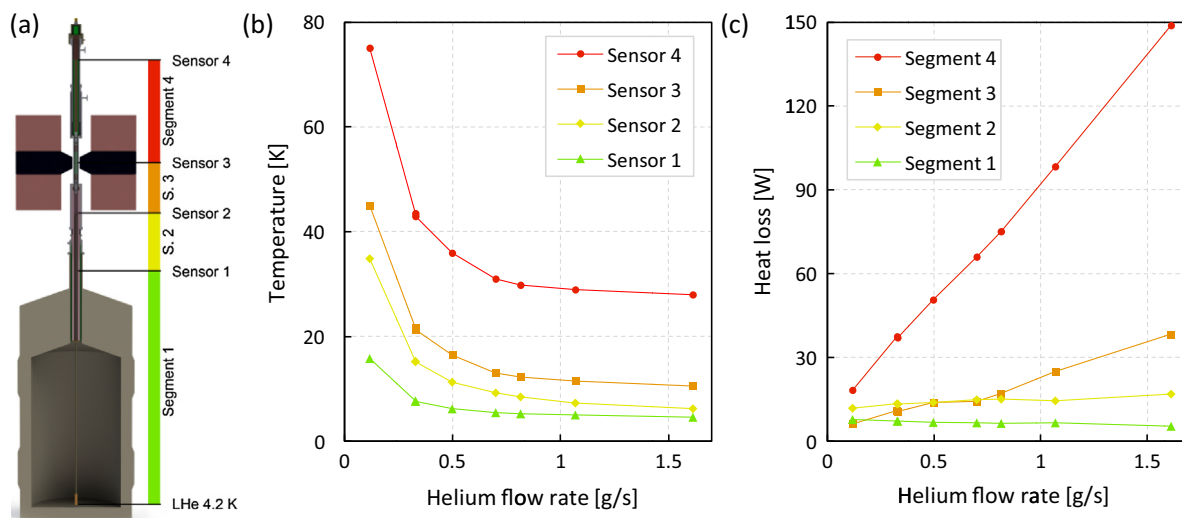 (a)
Sensor 4
Segment 4
Sensor 3
S. 3
Sensor 2
S. 2
Sensor 1
Segment 1
LHe 4.2 K
(b)
80
60
40
20
0
Temperature [K]
Sensor 4
Sensor 3
Sensor 2
Sensor 1
0
0.5
1
1.5
Helium flow rate [g/s]
(c)
150
120
90
60
30
0
Heat loss [W]
Segment 4
Segment 3
Segment 2
Segment 1
0
0.5
1
1.5
Helium flow rate [g/s]